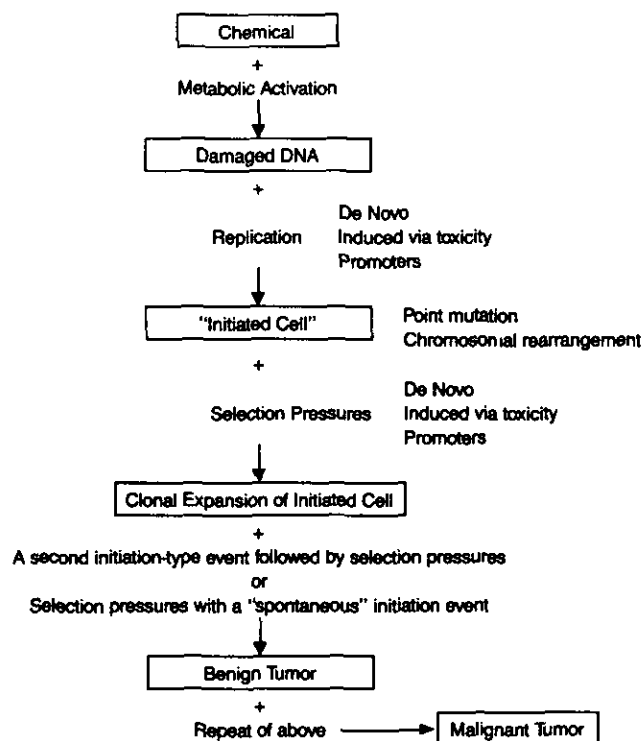 Chemical
+
Metabolic Activation
Damaged DNA
+
De Novo
Replication Induced via toxicity
Promoters
"Initiated Cell" Point mutation
Chromosomal rearrangement
+
De Novo
Selection Pressures Induced via toxicity
Promoters
Clonal Expansion of Initiated Cell
+
A second initiation-type event followed by selection pressures
or
Selection pressures with a "spontaneous" initiation event
Benign Tumor
+
Repeat of above Malignant Tumor